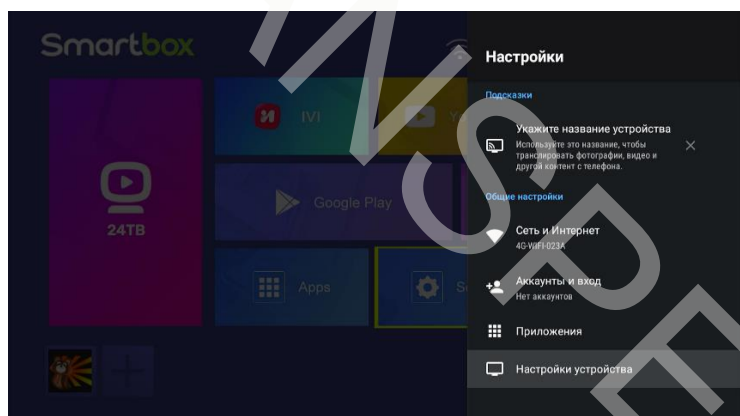 Smartbox
24ТВ
IVI
Google Play
Apps
Настройки
Подсказки
Укажите название устройства
Используйте это название, чтобы
транслировать фотографии, видео и
другой контент с телефона.
Общие настройки
Сеть и Интернет
4G-WIFI-023A
Аккаунты и вход
Нет аккаунтов
Приложения
Настройки устройства
INSPE